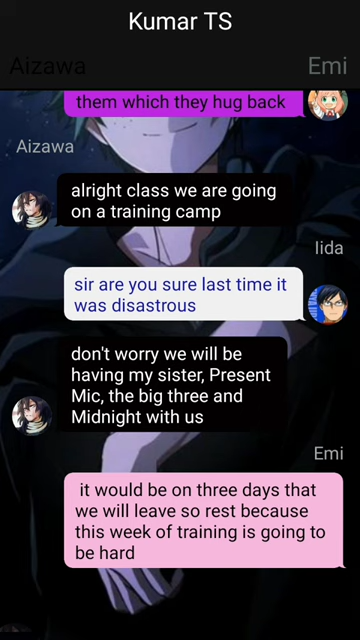 Kumar TS
Aizawa
Emi
them which they hug back
Aizawa
alright class we are going
on a training camp
Iida
sir are you sure last time it
was disastrous
don't worry we will be
having my sister, Present
Mic, the big three and
Midnight with us
Emi
it would be on three days that
we will leave so rest because
this week of training is going to
be hard